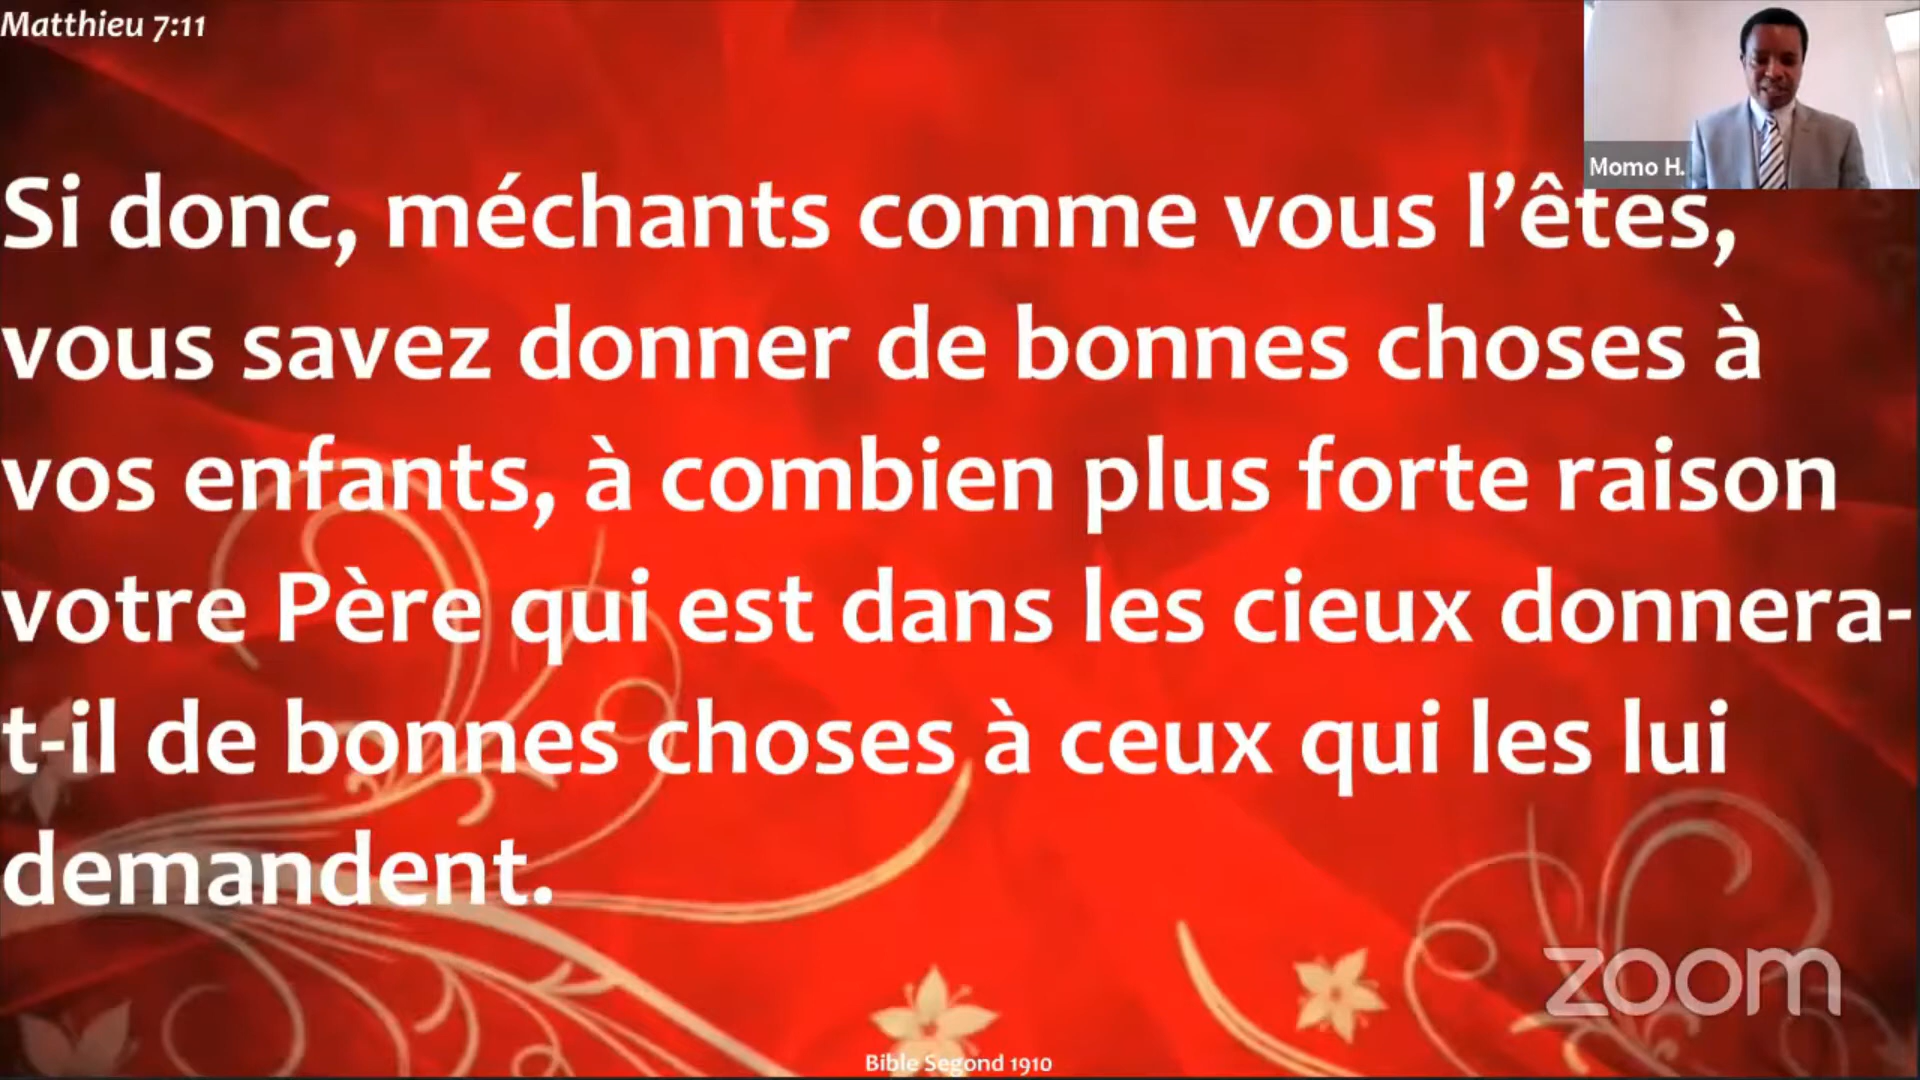 Matthieu 7:11
Momo H.
Si donc, méchants comme vous l’êtes,
vous savez donner de bonnes choses à
vos enfants, à combien plus forte raison
votre Père qui est dans les cieux donnera-
t-il de bonnes choses à ceux qui les lui
demandent.
zoom
Bible Segond 1910